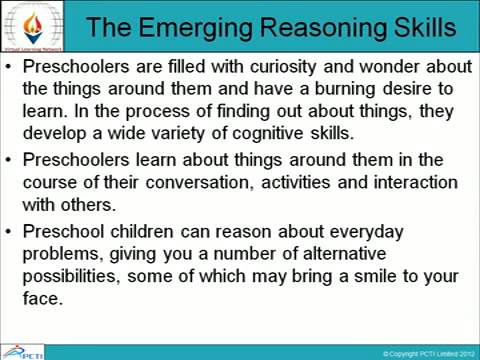 The Emerging Reasoning Skills
Virtual Learning Network
• Preschoolers are filled with curiosity and wonder about
the things around them and have a burning desire to
learn. In the process of finding out about things, they
develop a wide variety of cognitive skills.
• Preschoolers learn about things around them in the
course of their conversation, activities and interaction
with others.
• Preschool children can reason about everyday
problems, giving you a number of alternative
possibilities, some of which may bring a smile to your
face.
PCTI
© Copyright PCTI Limited 2012